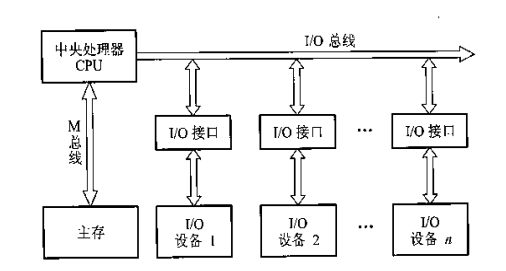 中央处理器
CPU
I/O 总线
M
总
线
I/O 接口
I/O 接口
···
I/O 接口
主存
I/O
设备 1
I/O
设备 2
···
I/O
设备 n